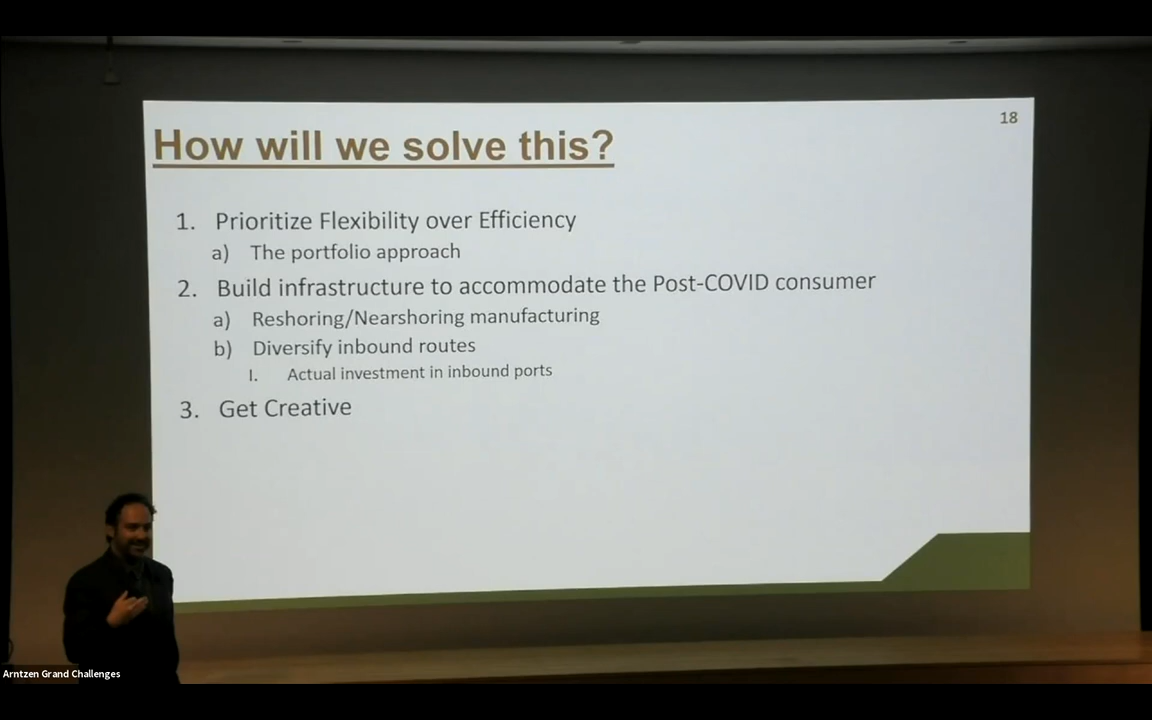 18
How will we solve this?
1. Prioritize Flexibility over Efficiency
a) The portfolio approach
2. Build infrastructure to accommodate the Post-COVID consumer
a) Reshoring/Nearshoring manufacturing
b) Diversify inbound routes
I. Actual investment in inbound ports
3. Get Creative
Arntzen Grand Challenges